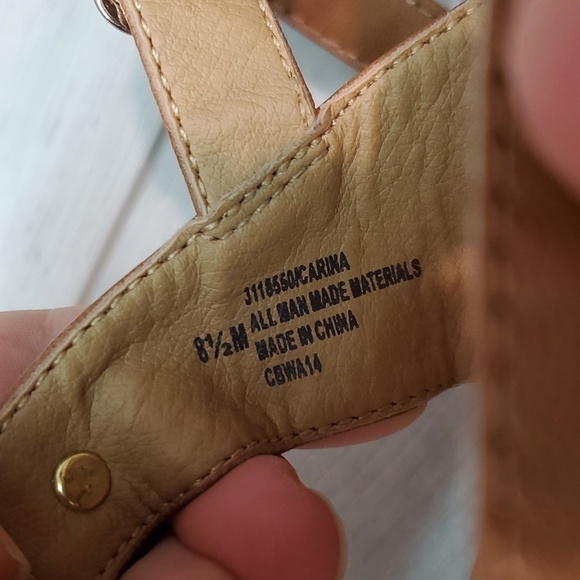 3118550/CARINA
8½M ALL MAN MADE MATERIALS
MADE IN CHINA
CBWA14